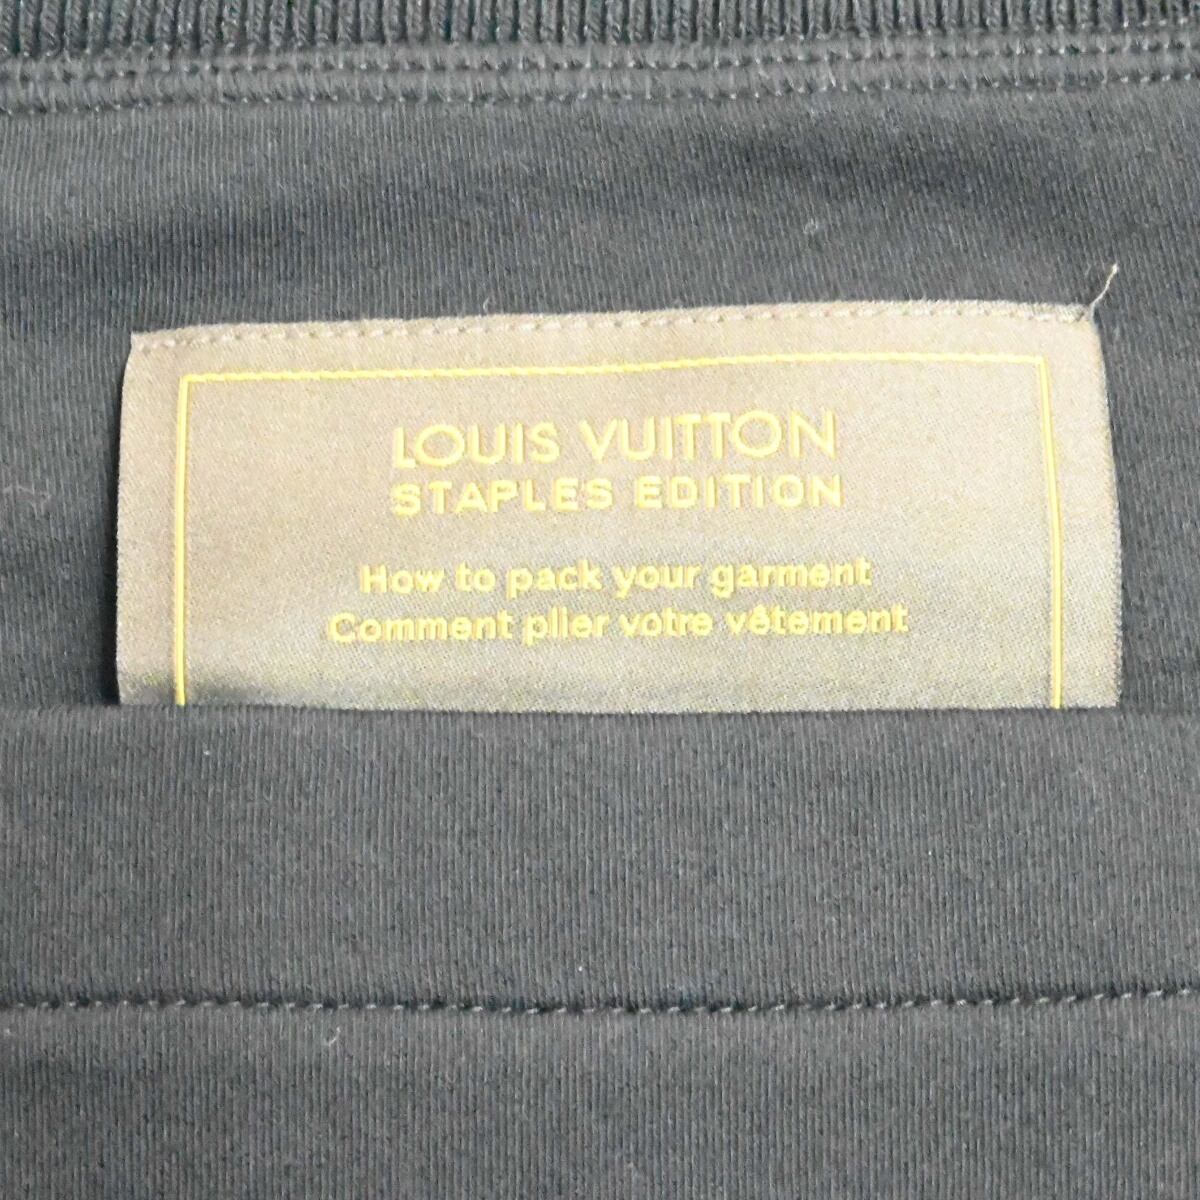 LOUIS VUITTON
STAPLES EDITION
How to pack your garment
Comment plier votre vêtement